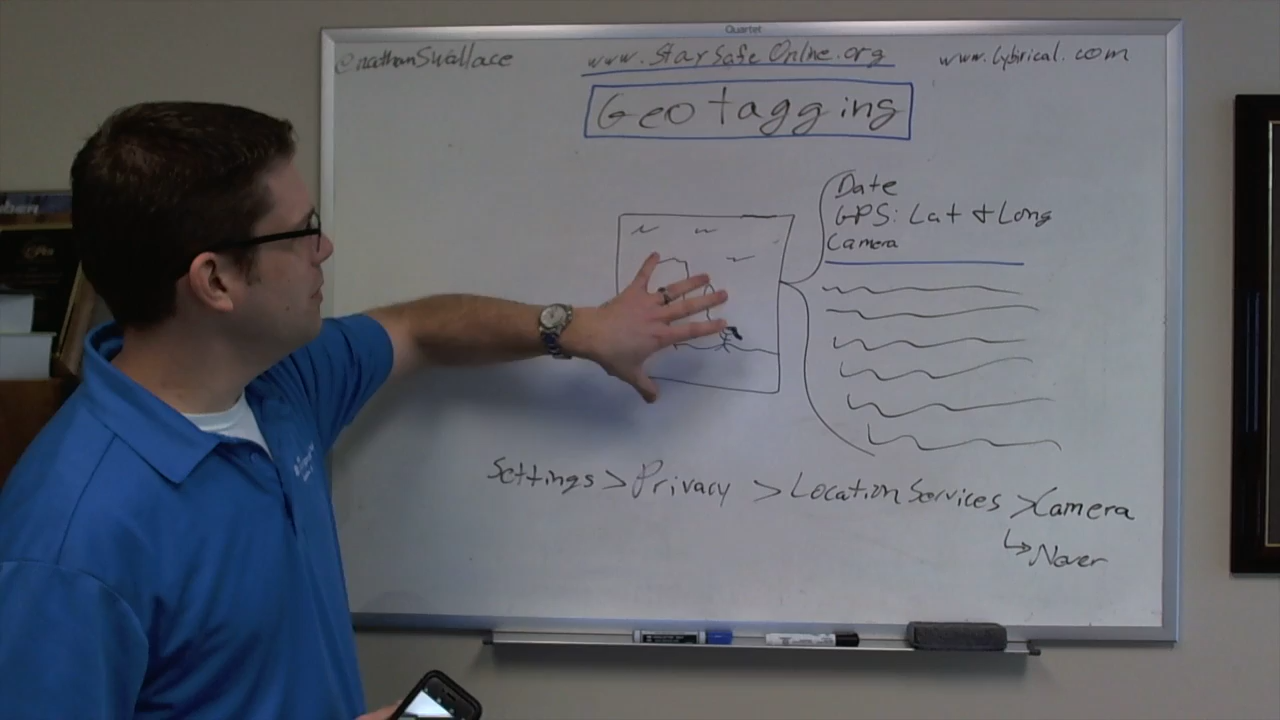 Quartet
@nathanSWallace
www.StaySafeOnline.org
www.Lybirical.com
Geotagging
Date
GPS: Lat & Long
Camera
Settings > Privacy > Location Services > Camera
↳ Never